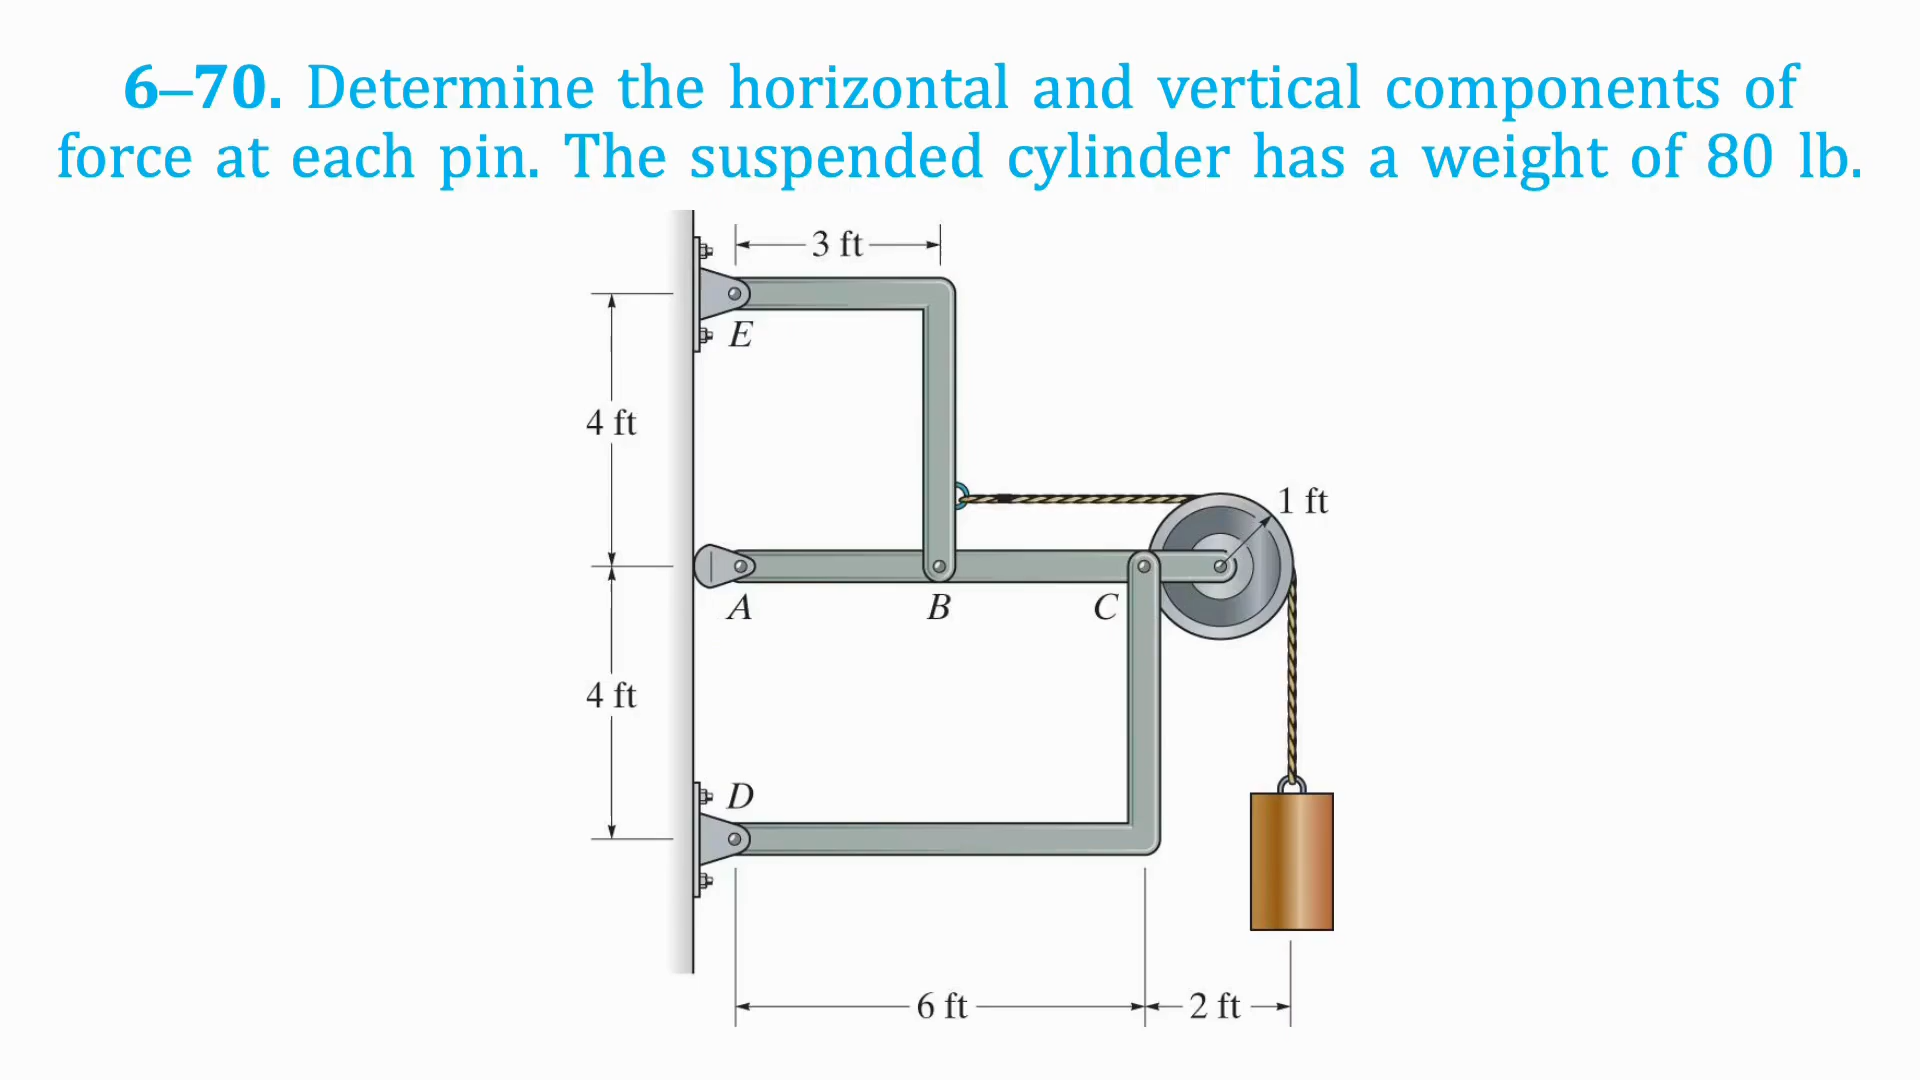 6–70. Determine the horizontal and vertical components of
force at each pin. The suspended cylinder has a weight of 80 lb.
3 ft
E
4 ft
1 ft
A
B
C
4 ft
D
6 ft
2 ft